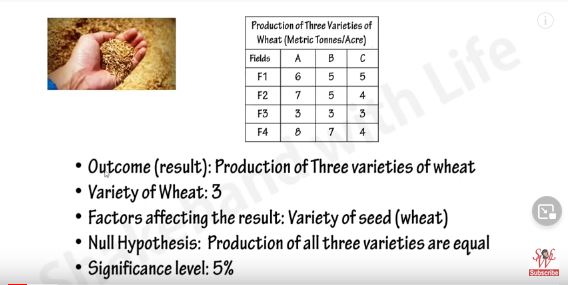 Production of Three Varieties of
Wheat (Metric Tonnes/Acre)
Fields A B C
F1 6 5 5
F2 7 5 4
F3 3 3 3
F4 8 7 4
• Outcome (result): Production of Three varieties of wheat
• Variety of Wheat: 3
• Factors affecting the result: Variety of seed (wheat)
• Null Hypothesis: Production of all three varieties are equal
• Significance level: 5%
Shakehand with Life
Subscribe